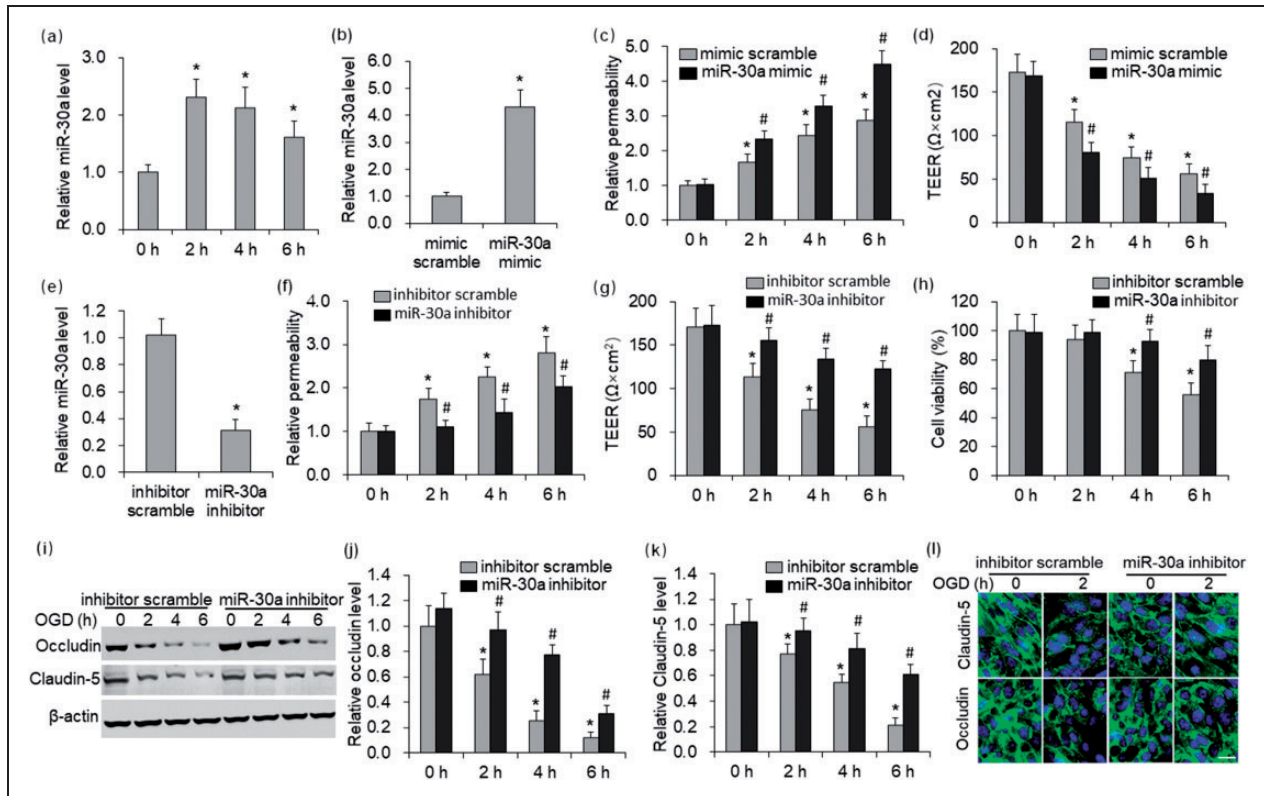 (a)
Relative miR-30a level
3.0
2.0
1.0
0.0
0 h 2 h 4 h 6 h
* * *
(b)
Relative miR-30a level
6.0
5.0
4.0
3.0
2.0
1.0
0.0
*
mimic scramble
miR-30a mimic
(c)
Relative permeability
5.0
4.0
3.0
2.0
1.0
0.0
mimic scramble
miR-30a mimic
* # * # * #
0 h 2 h 4 h 6 h
(d)
TEER (Ω×cm2)
200
150
100
50
0
mimic scramble
miR-30a mimic
* # * # * #
0 h 2 h 4 h 6 h
(e)
Relative miR-30a level
1.2
1.0
0.8
0.6
0.4
0.2
0.0
*
inhibitor scramble
miR-30a inhibitor
(f)
Relative permeability
4.0
3.0
2.0
1.0
0.0
inhibitor scramble
miR-30a inhibitor
* # * # * #
0 h 2 h 4 h 6 h
(g)
TEER (Ω×cm²)
200
150
100
50
0
inhibitor scramble
miR-30a inhibitor
* # * # * #
0 h 2 h 4 h 6 h
(h)
Cell viability (%)
120
100
80
60
40
20
0
inhibitor scramble
miR-30a inhibitor
* # * #
0 h 2 h 4 h 6 h
(i)
inhibitor scramble miR-30a inhibitor
OGD (h) 0 2 4 6 0 2 4 6
Occludin
Claudin-5
β-actin
(j)
Relative occludin level
1.4
1.2
1.0
0.8
0.6
0.4
0.2
0.0
inhibitor scramble
miR-30a inhibitor
* # * # * #
0 h 2 h 4 h 6 h
(k)
Relative Claudin-5 level
1.4
1.2
1.0
0.8
0.6
0.4
0.2
0.0
inhibitor scramble
miR-30a inhibitor
* # * # * #
0 h 2 h 4 h 6 h
(l)
inhibitor scramble miR-30a inhibitor
OGD (h) 0 2 0 2
Claudin-5
Occludin